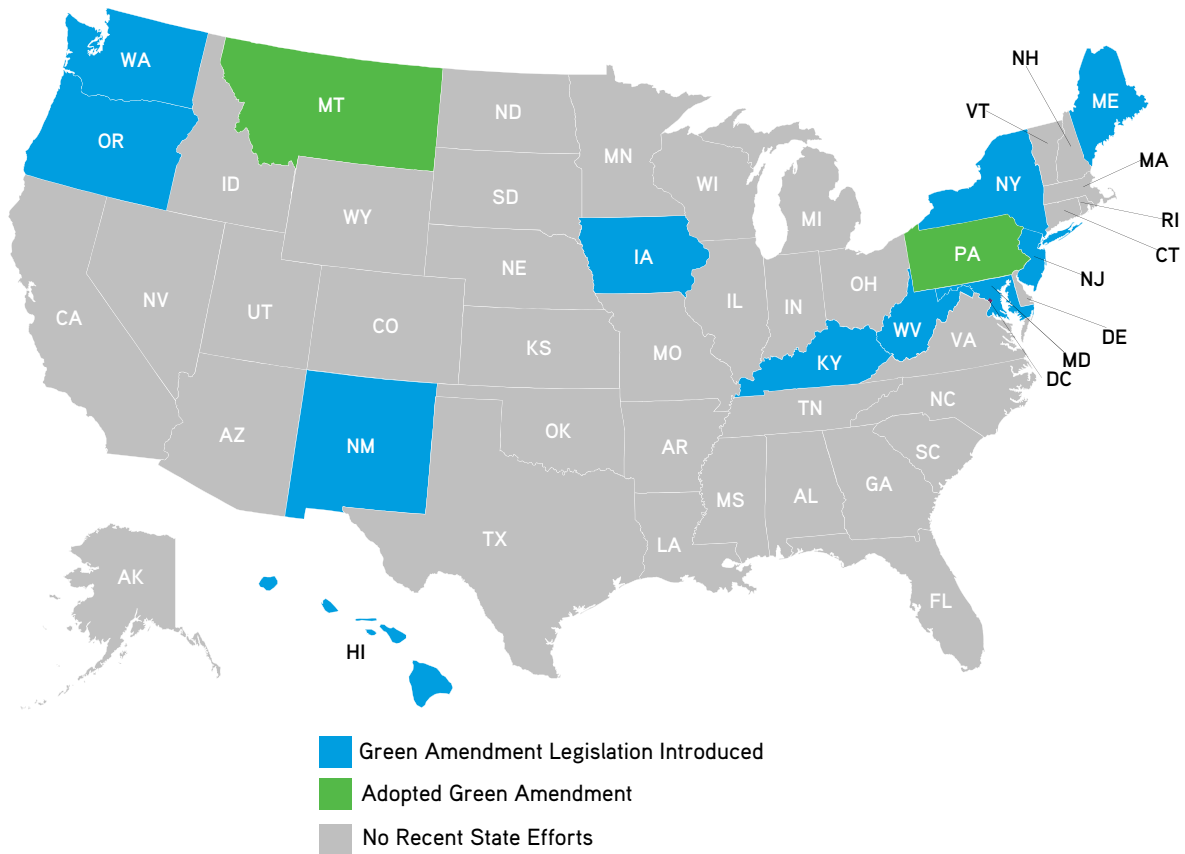 WA
OR
MT
ID
ND
MN
SD
WY
WI
MI
NH
VT
ME
MA
NY
RI
CT
NJ
PA
IA
NE
NV
UT
CA
CO
KS
MO
IL
IN
OH
WV
KY
VA
DE
MD
DC
TN
NC
SC
AZ
NM
OK
AR
MS
AL
GA
TX
LA
FL
AK
HI
Green Amendment Legislation Introduced
Adopted Green Amendment
No Recent State Efforts